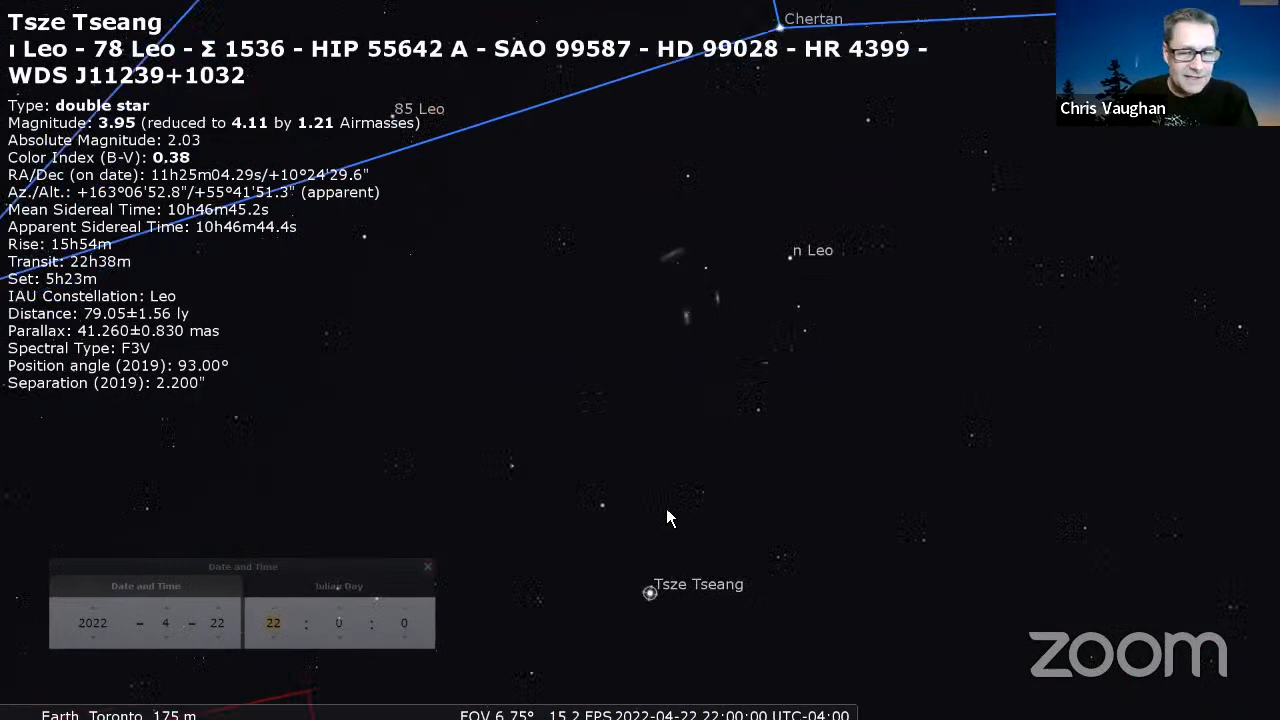 Tsze Tseang
ι Leo - 78 Leo - Σ 1536 - HIP 55642 A - SAO 99587 - HD 99028 - HR 4399 -
WDS J11239+1032
Type: double star
Magnitude: 3.95 (reduced to 4.11 by 1.21 Airmasses)
Absolute Magnitude: 2.03
Color Index (B-V): 0.38
RA/Dec (on date): 11h25m04.29s/+10°24'29.6"
Az./Alt.: +163°06'52.8"/+55°41'51.3" (apparent)
Mean Sidereal Time: 10h46m45.2s
Apparent Sidereal Time: 10h46m44.4s
Rise: 15h54m
Transit: 22h38m
Set: 5h23m
IAU Constellation: Leo
Distance: 79.05±1.56 ly
Parallax: 41.260±0.830 mas
Spectral Type: F3V
Position angle (2019): 93.00°
Separation (2019): 2.200"
Chertan
85 Leo
n Leo
Tsze Tseang
Chris Vaughan
Date and Time
Date and Time Julian Day
2022 - 4 - 22 22 : 0 : 0
zoom
Earth, Toronto, 175 m FOV 6.75° 15.2 FPS 2022-04-22 22:00:00 UTC-04:00